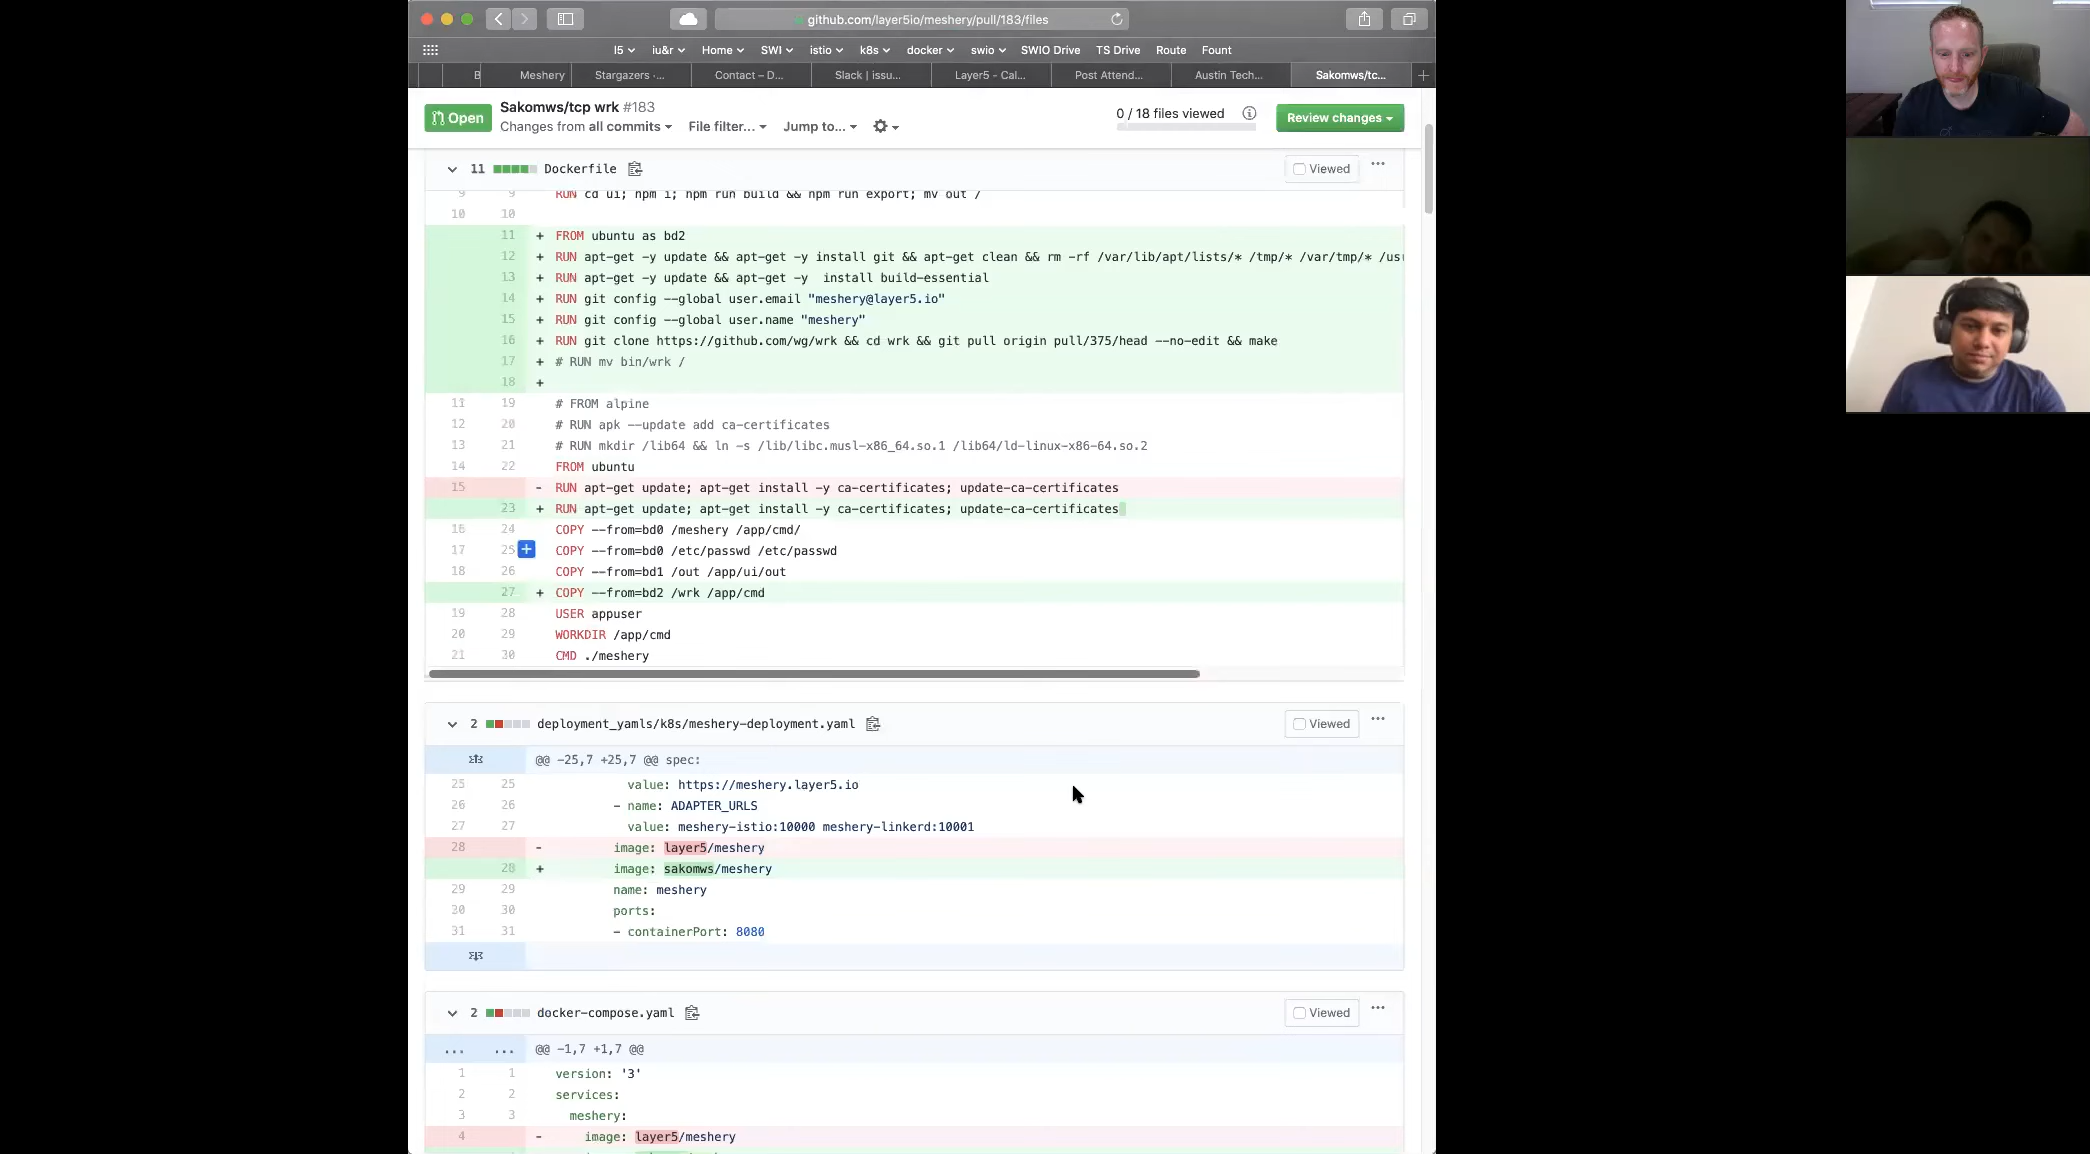 github.com/layer5io/meshery/pull/183/files
l5 iu&r Home SWI istio k8s docker swio SWIO Drive TS Drive Route Fount
B Meshery Stargazers ·... Contact – D... Slack | issu... Layer5 - Cal... Post Attend... Austin Tech... Sakomws/tc...
Open Sakomws/tcp wrk #183
Changes from all commits File filter... Jump to...
0 / 18 files viewed Review changes
11 Dockerfile Viewed
9 9 RUN cd ui; npm i; npm run build && npm run export; mv out /
10 10
11 + FROM ubuntu as bd2
12 + RUN apt-get -y update && apt-get -y install git && apt-get clean && rm -rf /var/lib/apt/lists/* /tmp/* /var/tmp/*
13 + RUN apt-get -y update && apt-get -y  install build-essential
14 + RUN git config --global user.email "meshery@layer5.io"
15 + RUN git config --global user.name "meshery"
16 + RUN git clone https://github.com/wg/wrk && cd wrk && git pull origin pull/375/head --no-edit && make
17 + # RUN mv bin/wrk /
18 +
11 19 # FROM alpine
12 20 # RUN apk --update add ca-certificates
13 21 # RUN mkdir /lib64 && ln -s /lib/libc.musl-x86_64.so.1 /lib64/ld-linux-x86-64.so.2
14 22 FROM ubuntu
15 - RUN apt-get update; apt-get install -y ca-certificates; update-ca-certificates
23 + RUN apt-get update; apt-get install -y ca-certificates; update-ca-certificates
16 24 COPY --from=bd0 /meshery /app/cmd/
17 25 COPY --from=bd0 /etc/passwd /etc/passwd
18 26 COPY --from=bd1 /out /app/ui/out
27 + COPY --from=bd2 /wrk /app/cmd
19 28 USER appuser
20 29 WORKDIR /app/cmd
21 30 CMD ./meshery
2 deployment_yamls/k8s/meshery-deployment.yaml Viewed
@@ -25,7 +25,7 @@ spec:
25 25 value: https://meshery.layer5.io
26 26 - name: ADAPTER_URLS
27 27 value: meshery-istio:10000 meshery-linkerd:10001
28 - image: layer5/meshery
28 + image: sakomws/meshery
29 29 name: meshery
30 30 ports:
31 31 - containerPort: 8080
2 docker-compose.yaml Viewed
... ... @@ -1,7 +1,7 @@
1 1 version: '3'
2 2 services:
3 3 meshery:
4 - image: layer5/meshery